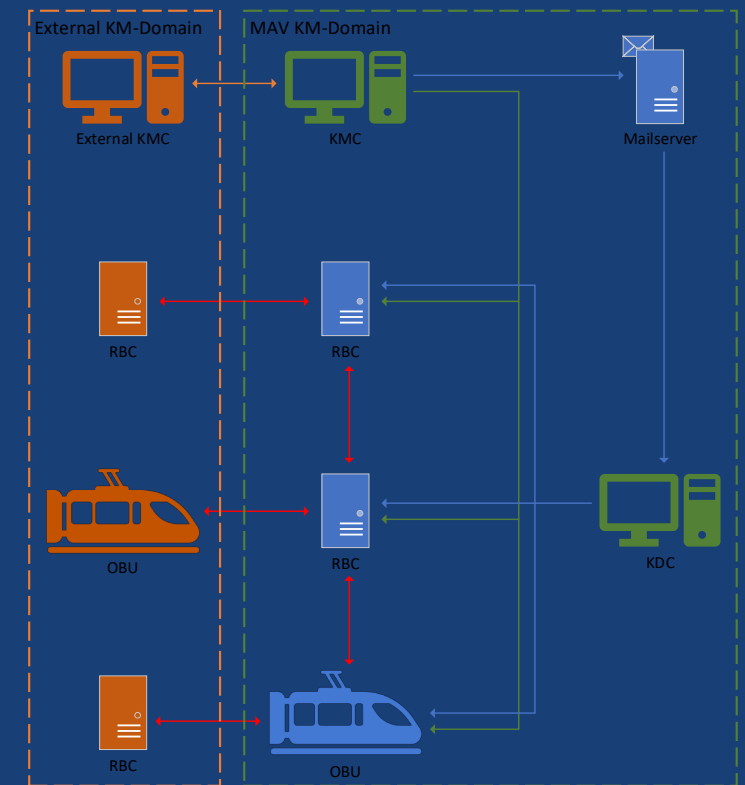 External KM-Domain
MAV KM-Domain
External KMC
KMC
Mailserver
RBC
RBC
OBU
RBC
KDC
RBC
OBU